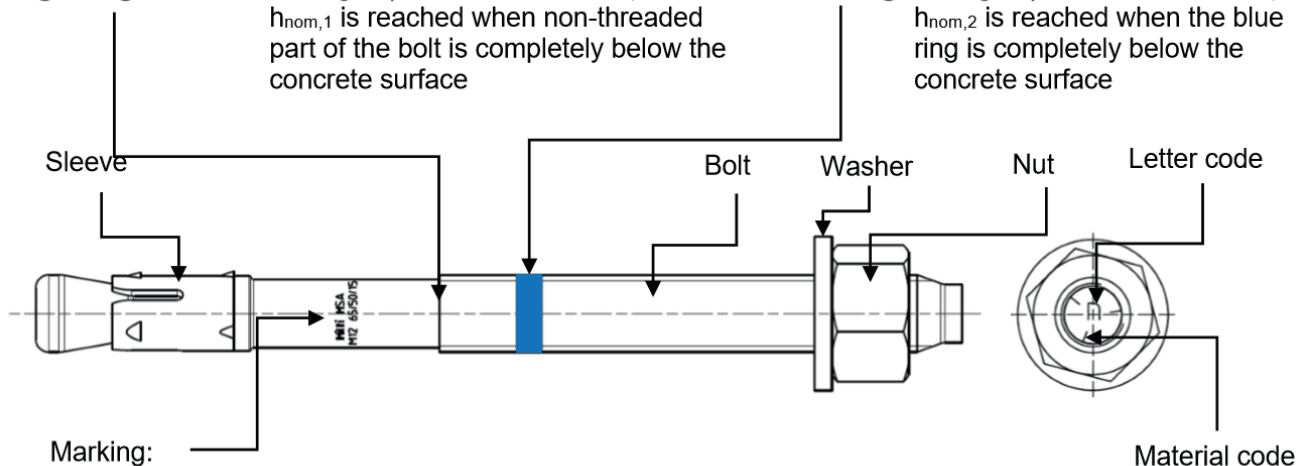 h_nom,1 is reached when non-threaded
part of the bolt is completely below the
concrete surface
h_nom,2 is reached when the blue
ring is completely below the
concrete surface
Sleeve
Bolt
Washer
Nut
Letter code
Hilti HSA
M12 65/50/15
Marking:
Material code